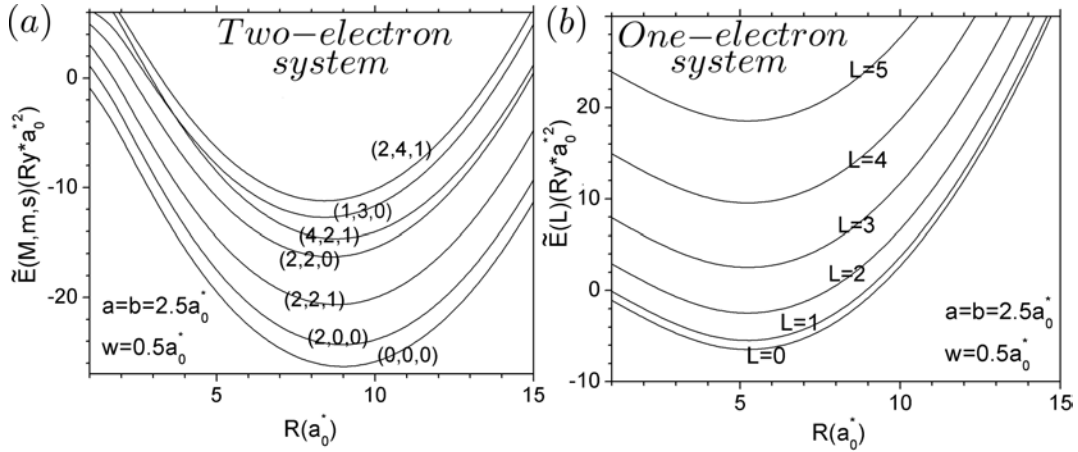 (a)
Two-electron
system
Ẽ(M,m,s)(Ry*a₀*²)
0
-10
-20
(2,4,1)
(1,3,0)
(4,2,1)
(2,2,0)
(2,2,1)
(2,0,0)
(0,0,0)
a=b=2.5a₀*
w=0.5a₀*
5
10
15
R(a₀*)
(b)
One-electron
system
Ẽ(L)(Ry*a₀*²)
20
10
0
-10
L=5
L=4
L=3
L=2
L=1
L=0
a=b=2.5a₀*
w=0.5a₀*
5
10
15
R(a₀*)